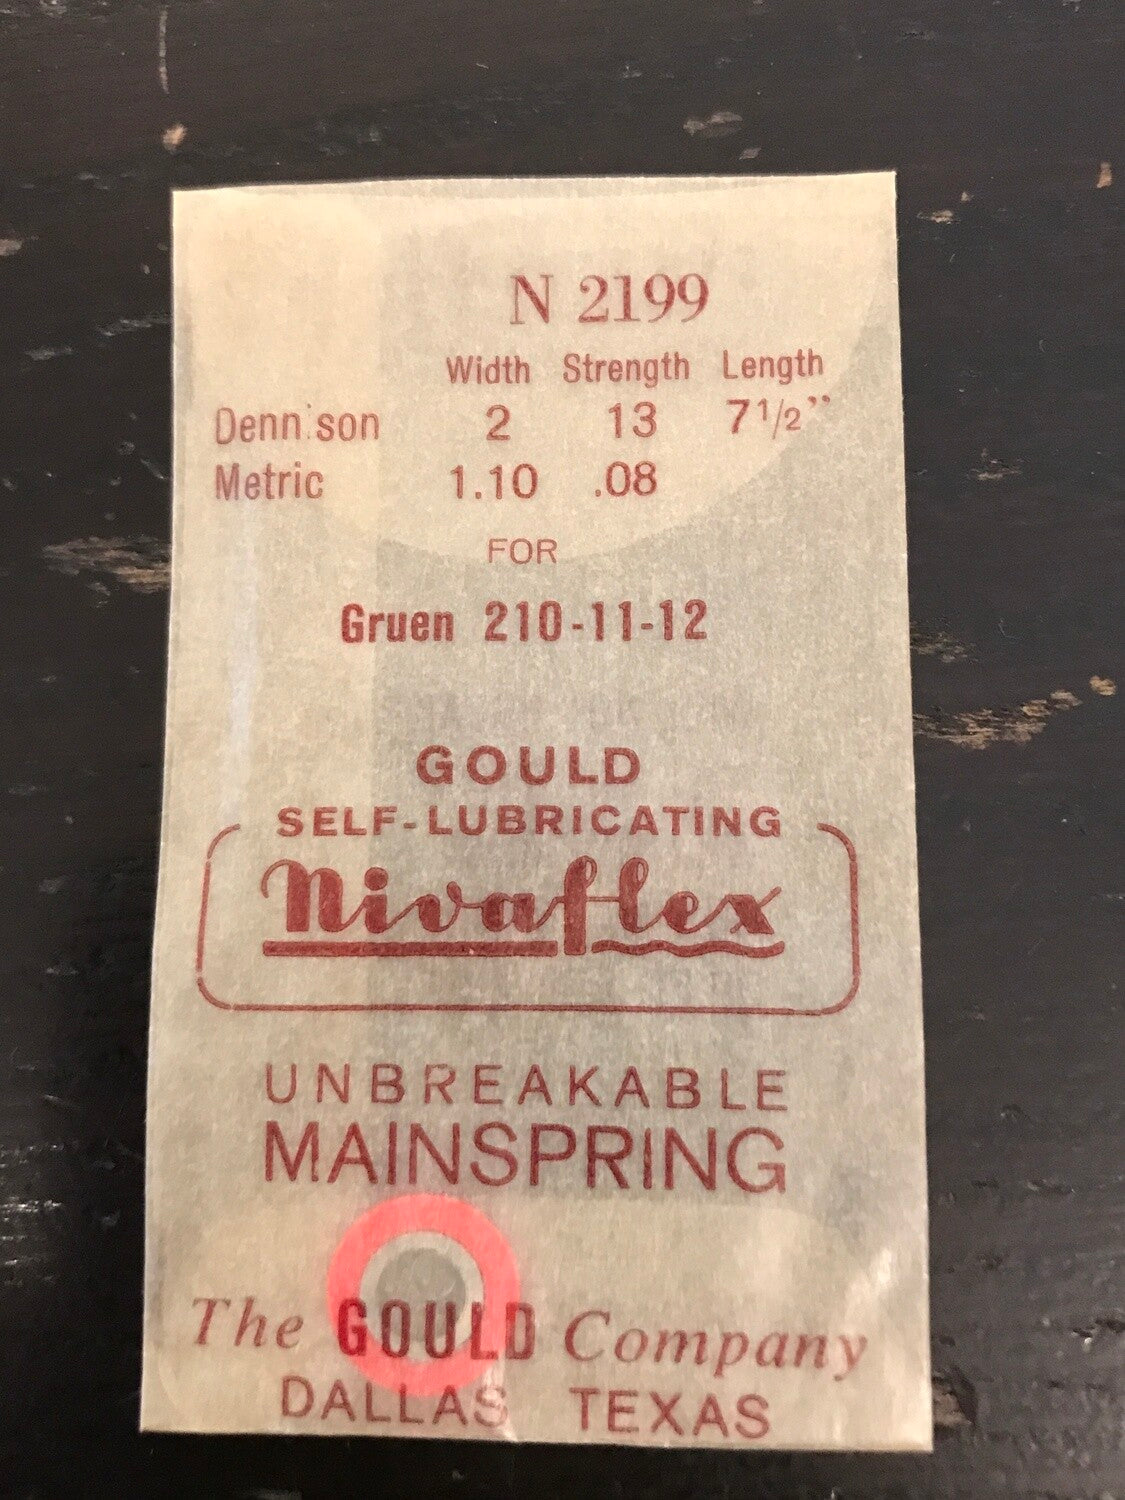 N 2199
Width Strength Length
Dennison 2 13 7 1/2"
Metric 1.10 .08
FOR
Gruen 210-11-12
GOULD
SELF-LUBRICATING
Nivaflex
UNBREAKABLE
MAINSPRING
The GOULD Company
DALLAS TEXAS